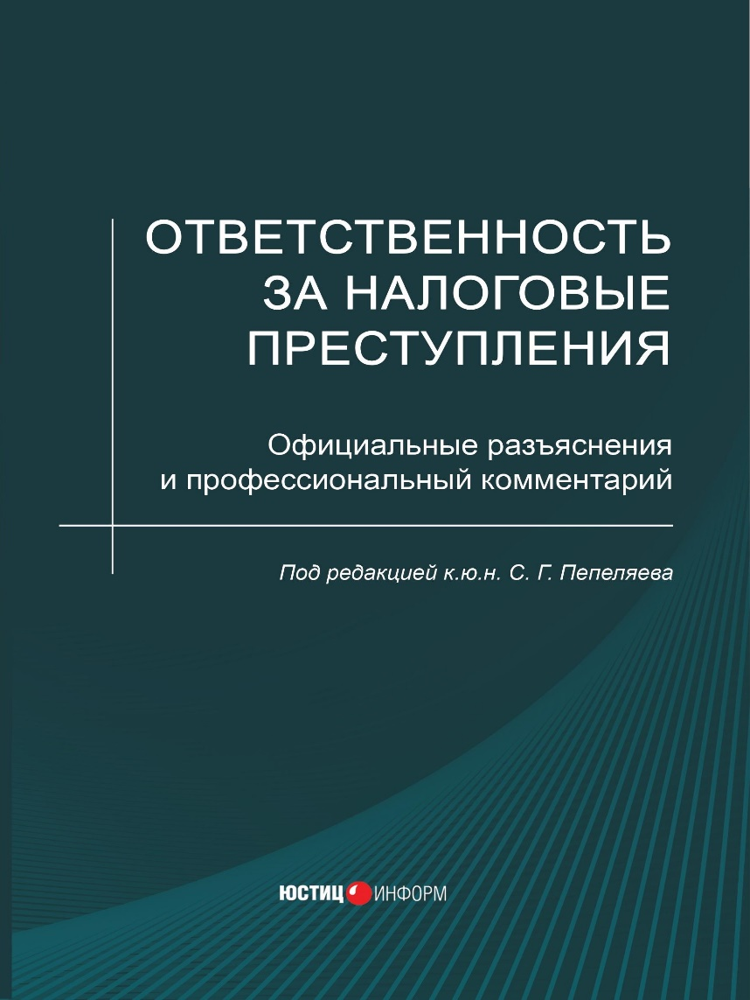 ОТВЕТСТВЕННОСТЬ
ЗА НАЛОГОВЫЕ
ПРЕСТУПЛЕНИЯ
Официальные разъяснения
и профессиональный комментарий
Под редакцией к.ю.н. С. Г. Пепеляева
ЮСТИЦИНФОРМ